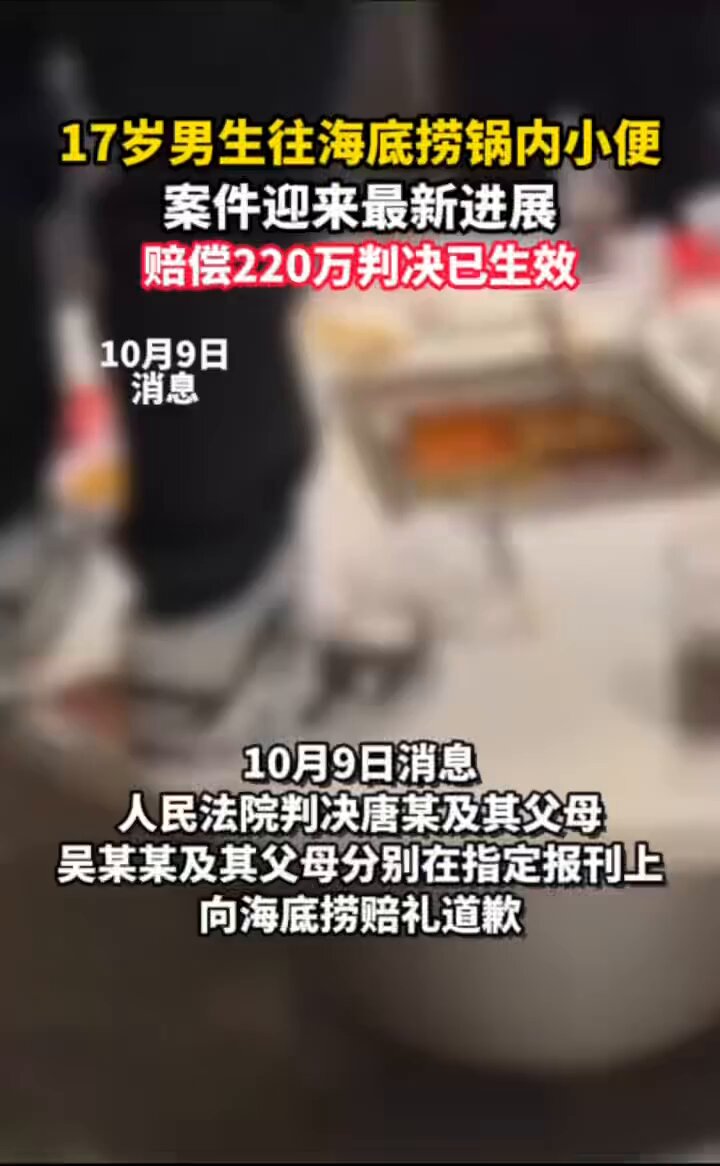 17岁男生往海底捞锅内小便
案件迎来最新进展
赔偿220万判决已生效
10月9日
消息
10月9日消息
人民法院判决唐某及其父母
吴某某及其父母分别在指定报刊上
向海底捞赔礼道歉